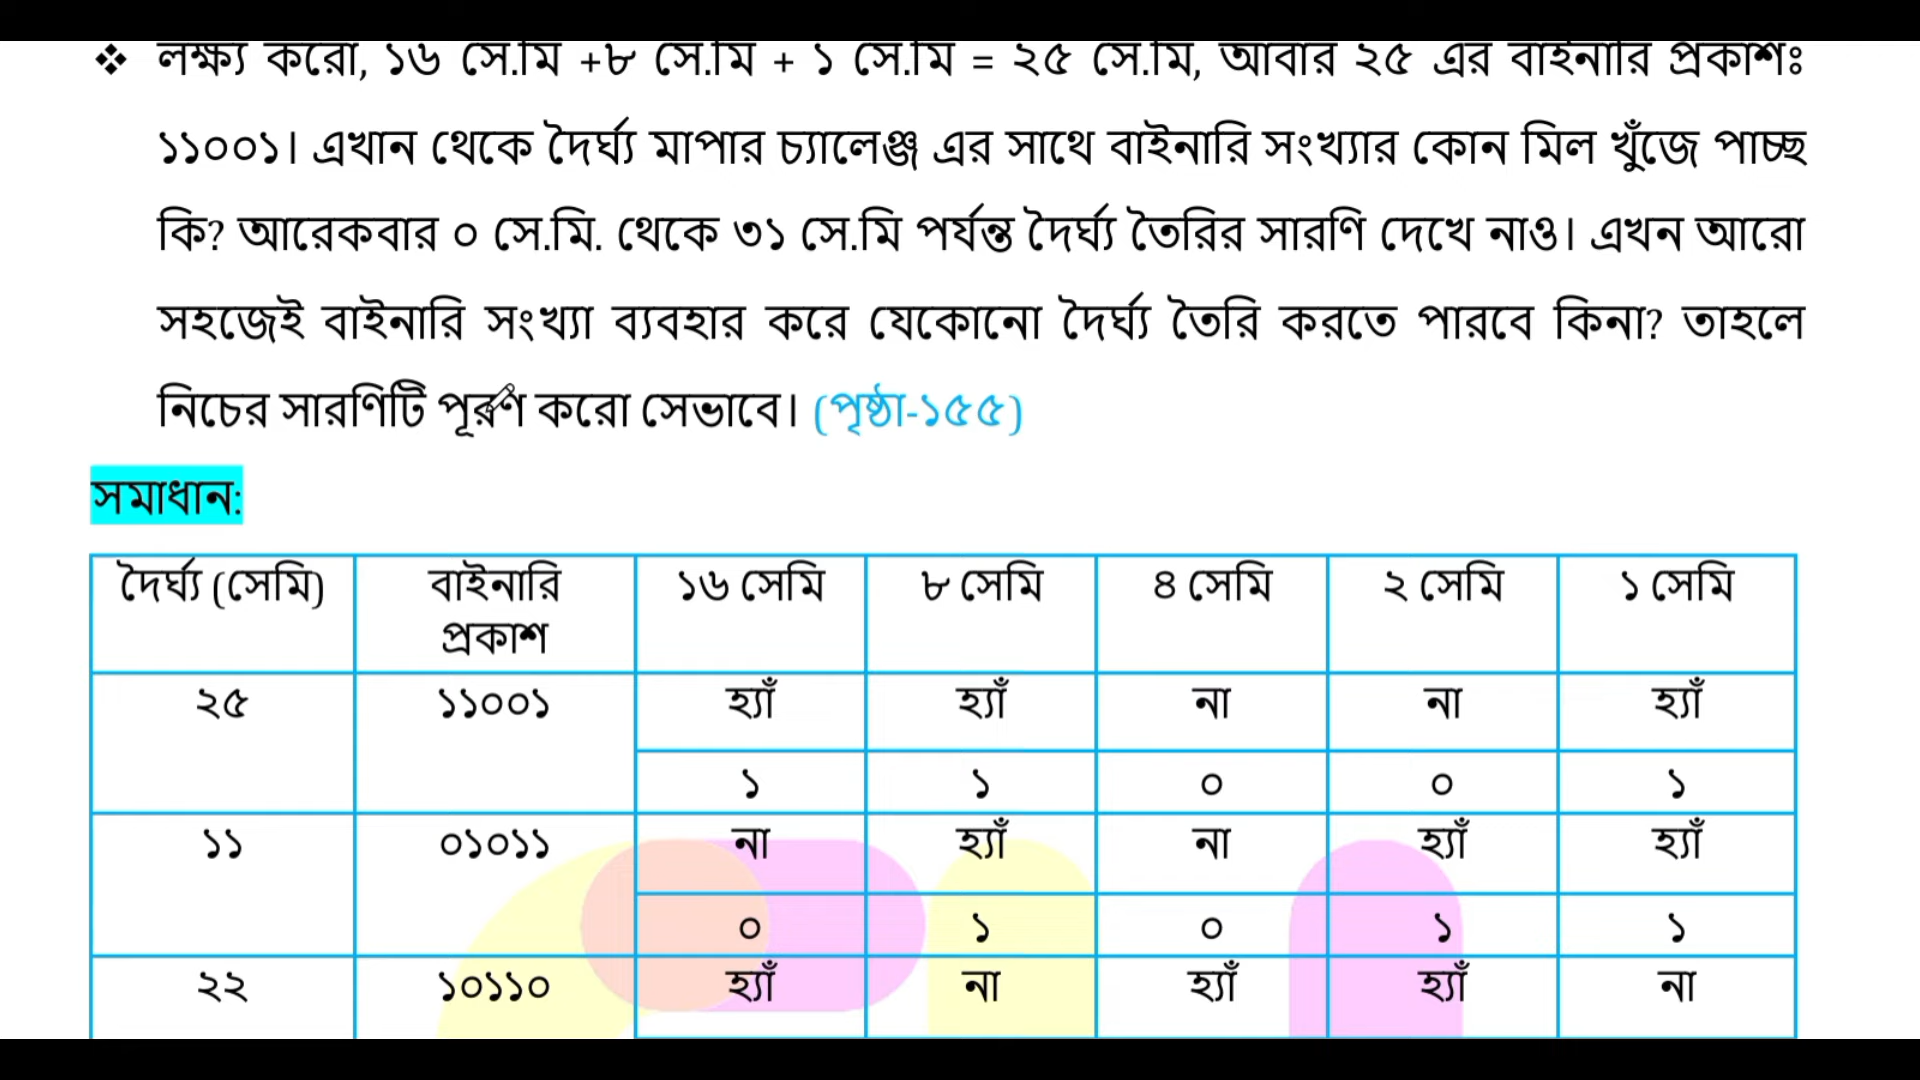 ❖ লক্ষ্য করো, ১৬ সে.মি +৮ সে.মি + ১ সে.মি = ২৫ সে.মি, আবার ২৫ এর বাইনারি প্রকাশঃ
১১০০১। এখান থেকে দৈর্ঘ্য মাপার চ্যালেঞ্জ এর সাথে বাইনারি সংখ্যার কোন মিল খুঁজে পাচ্ছ
কি? আরেকবার ০ সে.মি. থেকে ৩১ সে.মি পর্যন্ত দৈর্ঘ্য তৈরির সারণি দেখে নাও। এখন আরো
সহজেই বাইনারি সংখ্যা ব্যবহার করে যেকোনো দৈর্ঘ্য তৈরি করতে পারবে কিনা? তাহলে
নিচের সারণিটি পূরণ করো সেভাবে। (পৃষ্ঠা-১৫৫)
সমাধান:
দৈর্ঘ্য (সেমি) বাইনারি প্রকাশ ১৬ সেমি ৮ সেমি ৪ সেমি ২ সেমি ১ সেমি
২৫ ১১০০১ হ্যাঁ হ্যাঁ না না হ্যাঁ
১ ১ ০ ০ ১
১১ ০১০১১ না হ্যাঁ না হ্যাঁ হ্যাঁ
০ ১ ০ ১ ১
২২ ১০১১০ হ্যাঁ না হ্যাঁ হ্যাঁ না